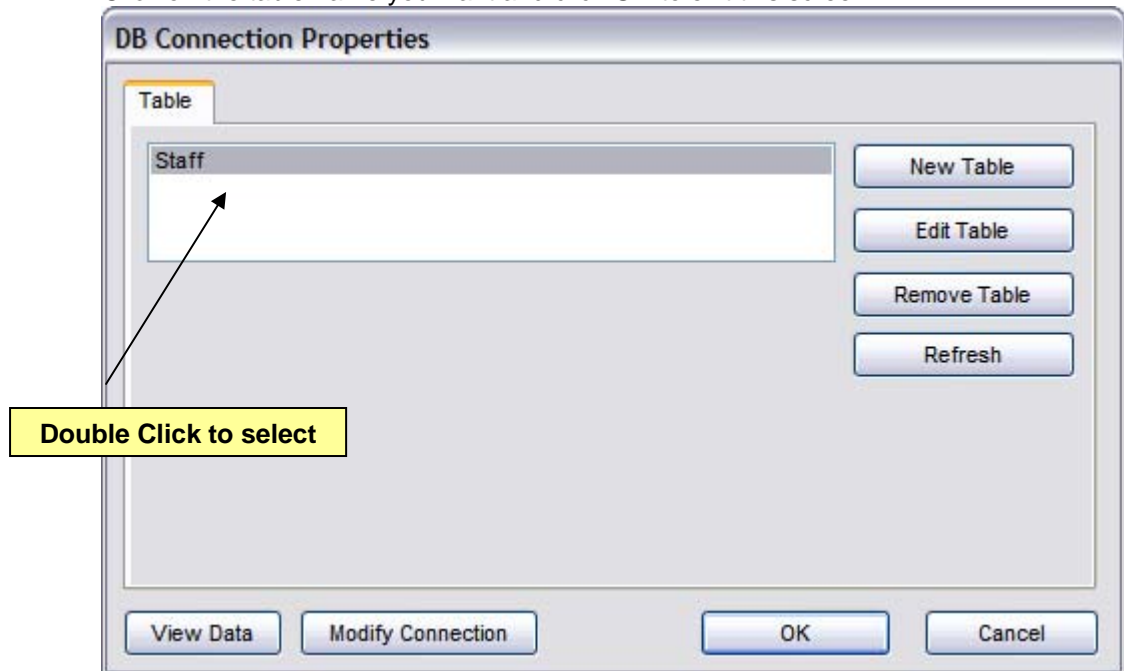 DB Connection Properties
Table
Staff
New Table
Edit Table
Remove Table
Refresh
Double Click to select
View Data
Modify Connection
OK
Cancel